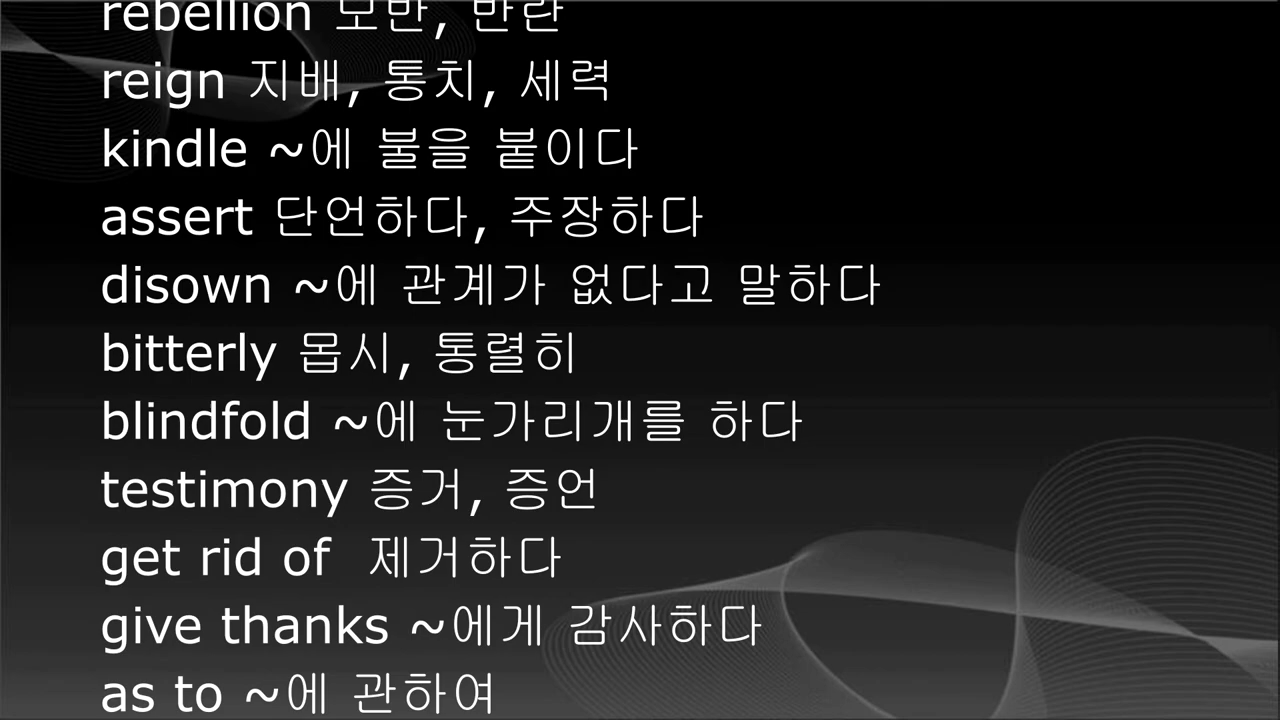 rebellion 모반, 반란
reign 지배, 통치, 세력
kindle ~에 불을 붙이다
assert 단언하다, 주장하다
disown ~에 관계가 없다고 말하다
bitterly 몹시, 통렬히
blindfold ~에 눈가리개를 하다
testimony 증거, 증언
get rid of 제거하다
give thanks ~에게 감사하다
as to ~에 관하여